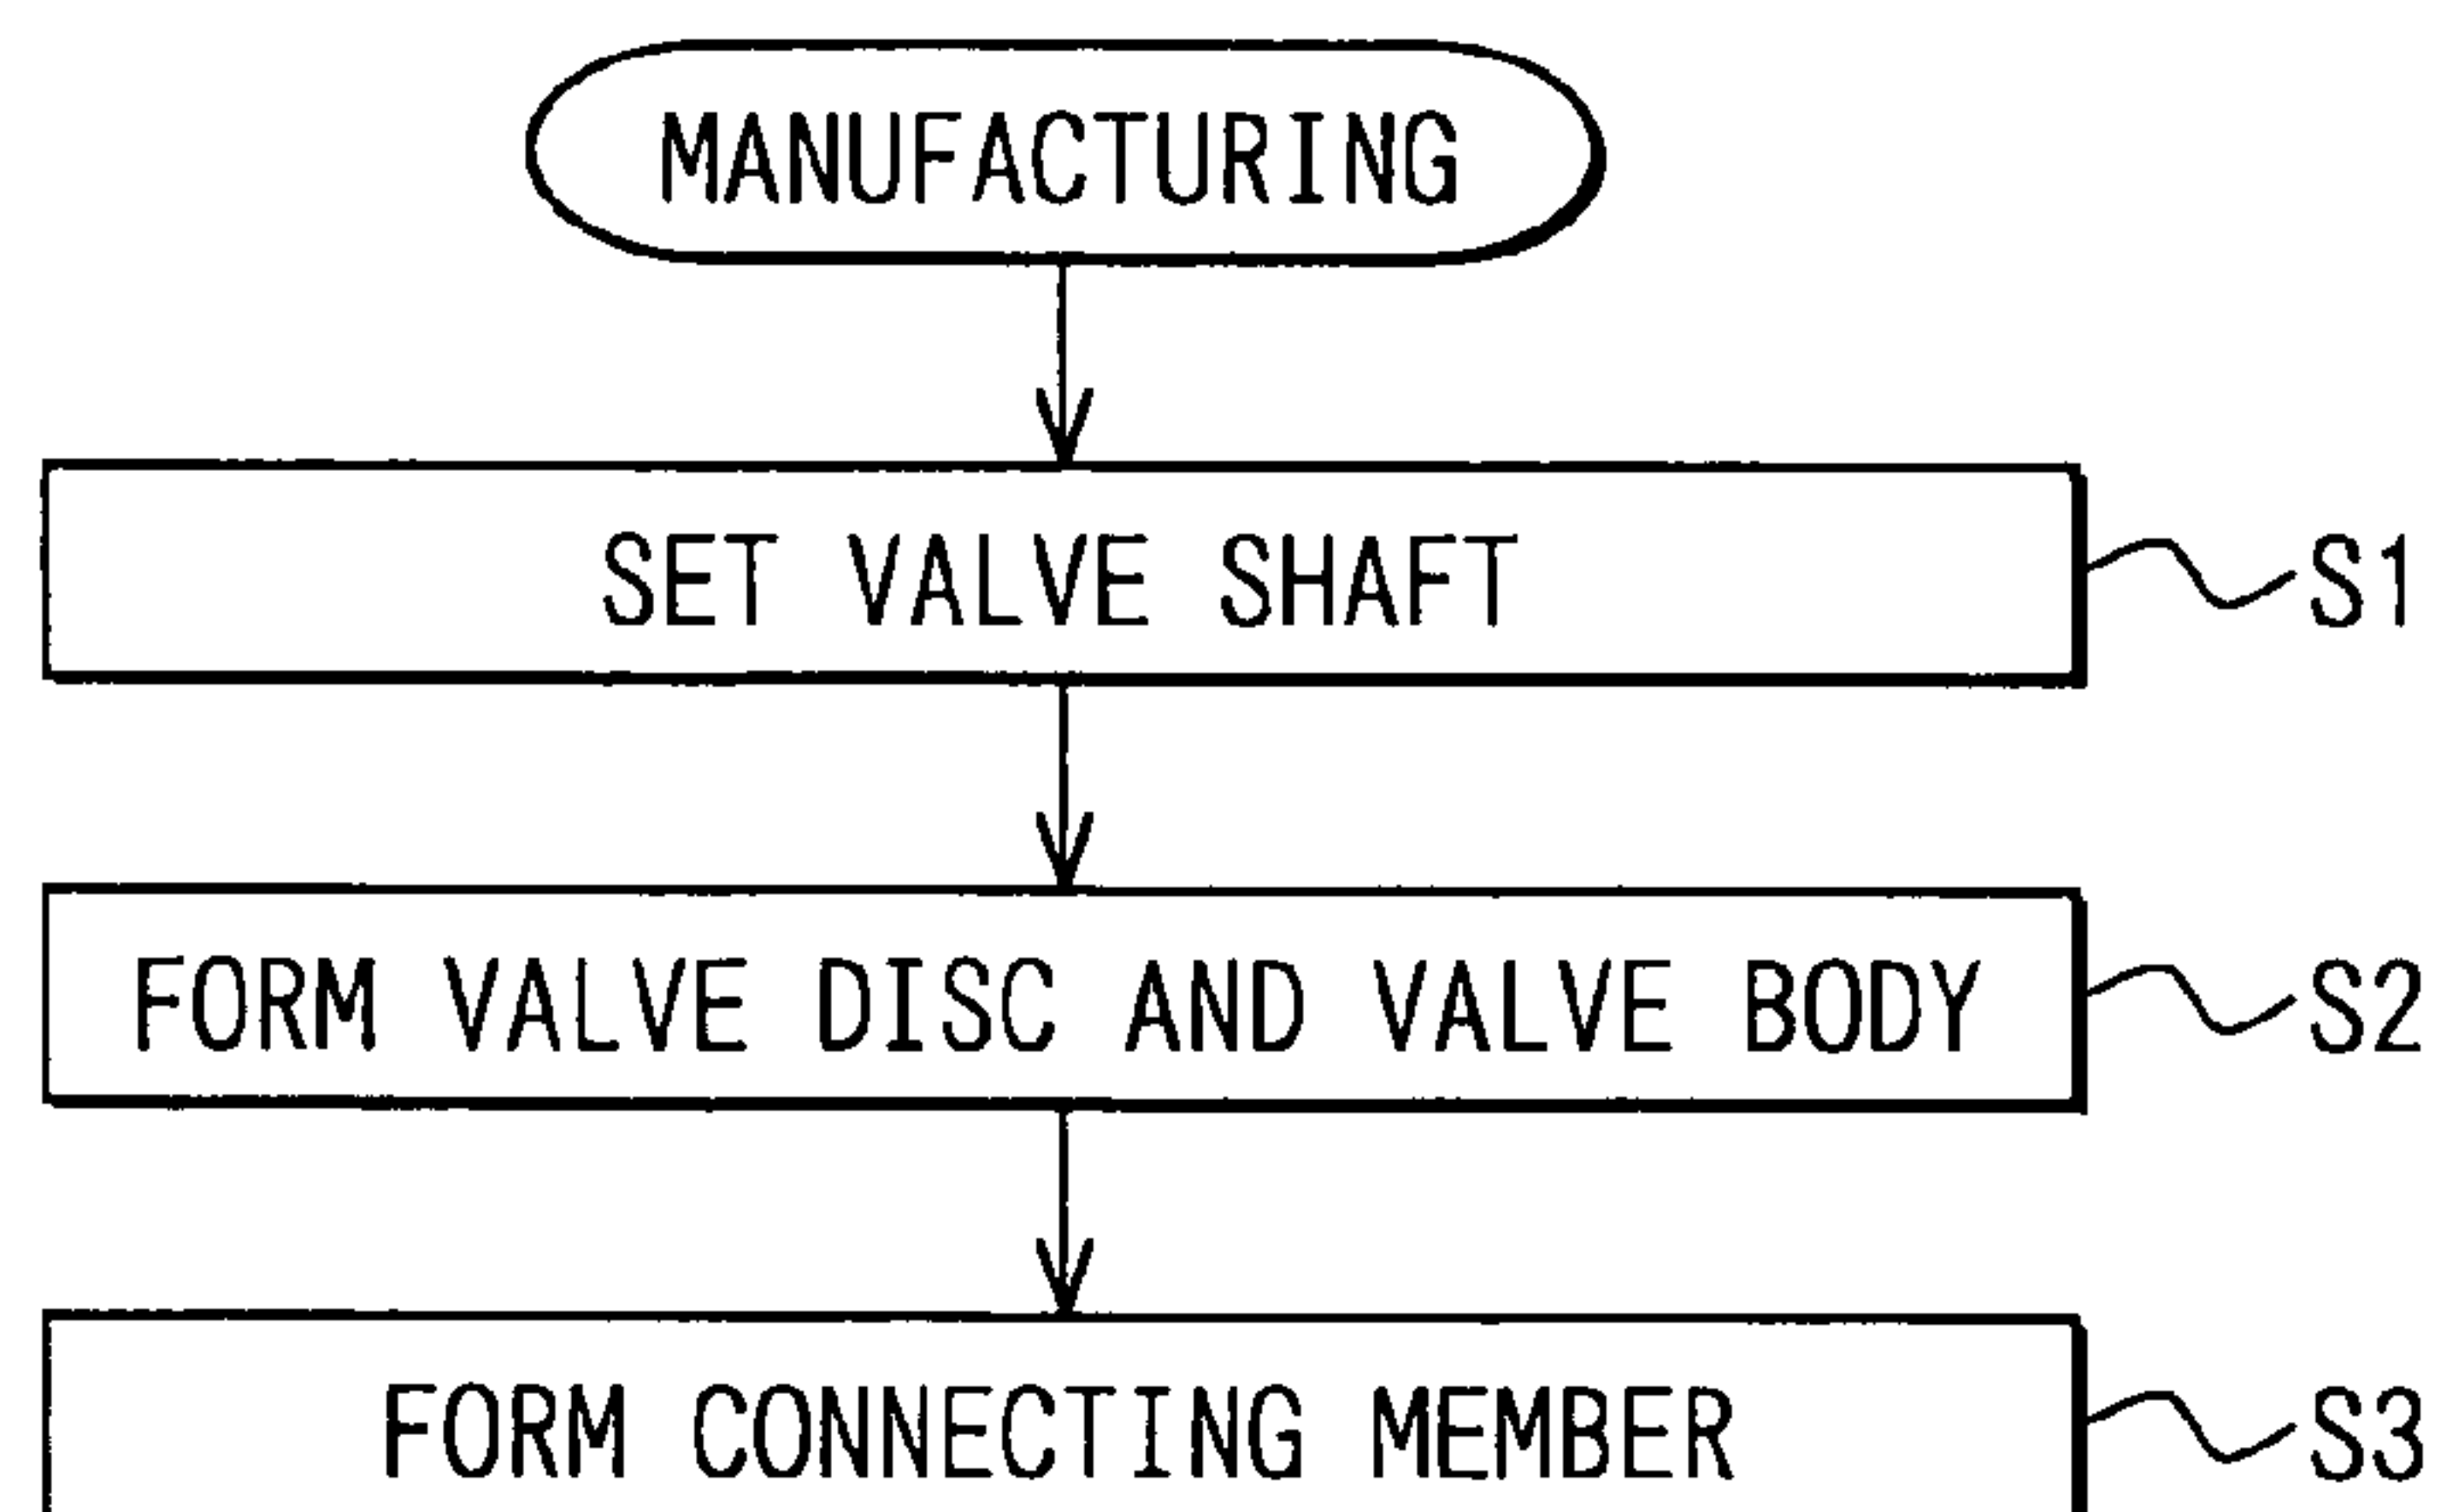 MANUFACTURING
SET VALVE SHAFT S1
FORM VALVE DISC AND VALVE BODY S2
FORM CONNECTING MEMBER S3